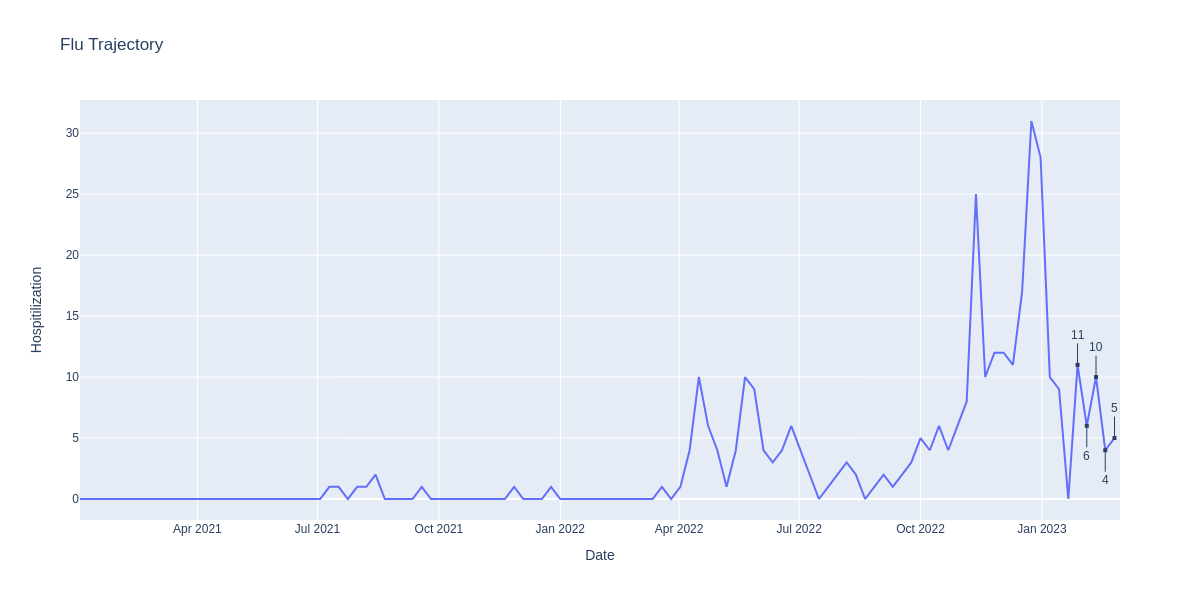 Flu Trajectory
Hospitilization
30
25
20
15
10
5
0
11
10
6
4
5
Apr 2021
Jul 2021
Oct 2021
Jan 2022
Apr 2022
Jul 2022
Oct 2022
Jan 2023
Date